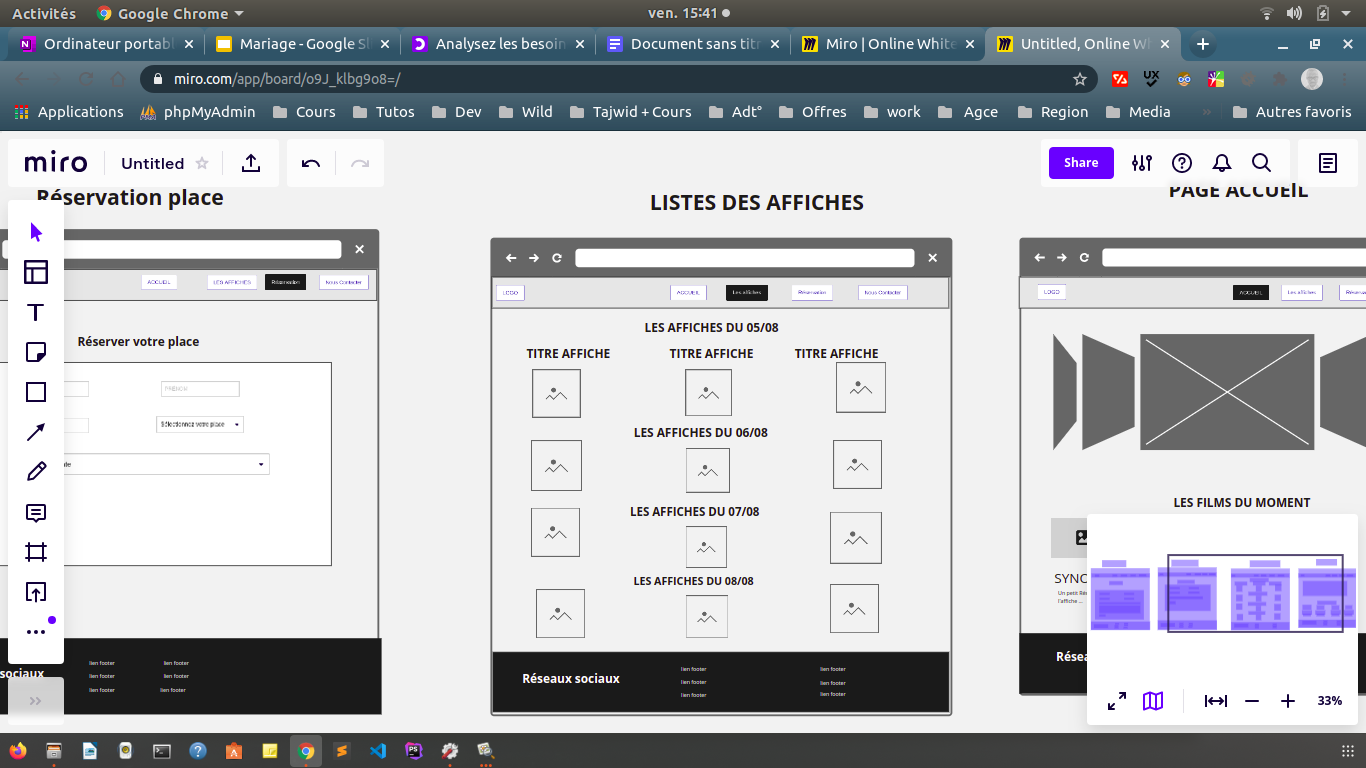 Activités
Google Chrome
ven. 15:41
Ordinateur portab
Mariage - Google Sl
Analysez les besoin
Document sans titr
Miro | Online White
Untitled, Online Wh
miro.com/app/board/o9J_klbg9o8=/
Applications
phpMyAdmin
Cours
Tutos
Dev
Wild
Tajwid + Cours
Adt°
Offres
work
Agce
Region
Media
Autres favoris
miro
Untitled
Share
Réservation place
ACCUEIL
LES AFFICHES
Réservation
Nous Contacter
Réserver votre place
FRENCH
Sélectionnez votre place
sociaux
lien footer
lien footer
lien footer
lien footer
lien footer
lien footer
LISTES DES AFFICHES
LOGO
ACCUEIL
Les affiches
Réservation
Nous Contacter
LES AFFICHES DU 05/08
TITRE AFFICHE
TITRE AFFICHE
TITRE AFFICHE
LES AFFICHES DU 06/08
LES AFFICHES DU 07/08
LES AFFICHES DU 08/08
Réseaux sociaux
lien footer
lien footer
lien footer
lien footer
lien footer
lien footer
PAGE ACCUEIL
LOGO
ACCUEIL
Les affiches
LES FILMS DU MOMENT
SYNO
Un petit Rés
l'affiche ...
Résea
33%